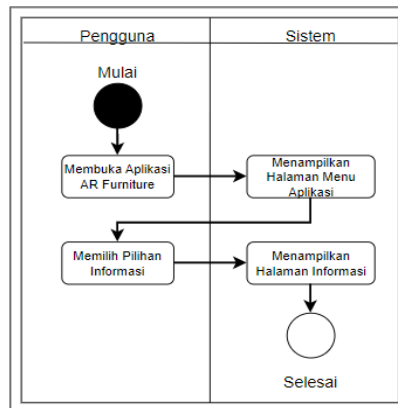 Pengguna
Sistem
Mulai
Membuka Aplikasi
AR Furniture
Menampilkan
Halaman Menu
Aplikasi
Memilih Pilihan
Informasi
Menampilkan
Halaman Informasi
Selesai